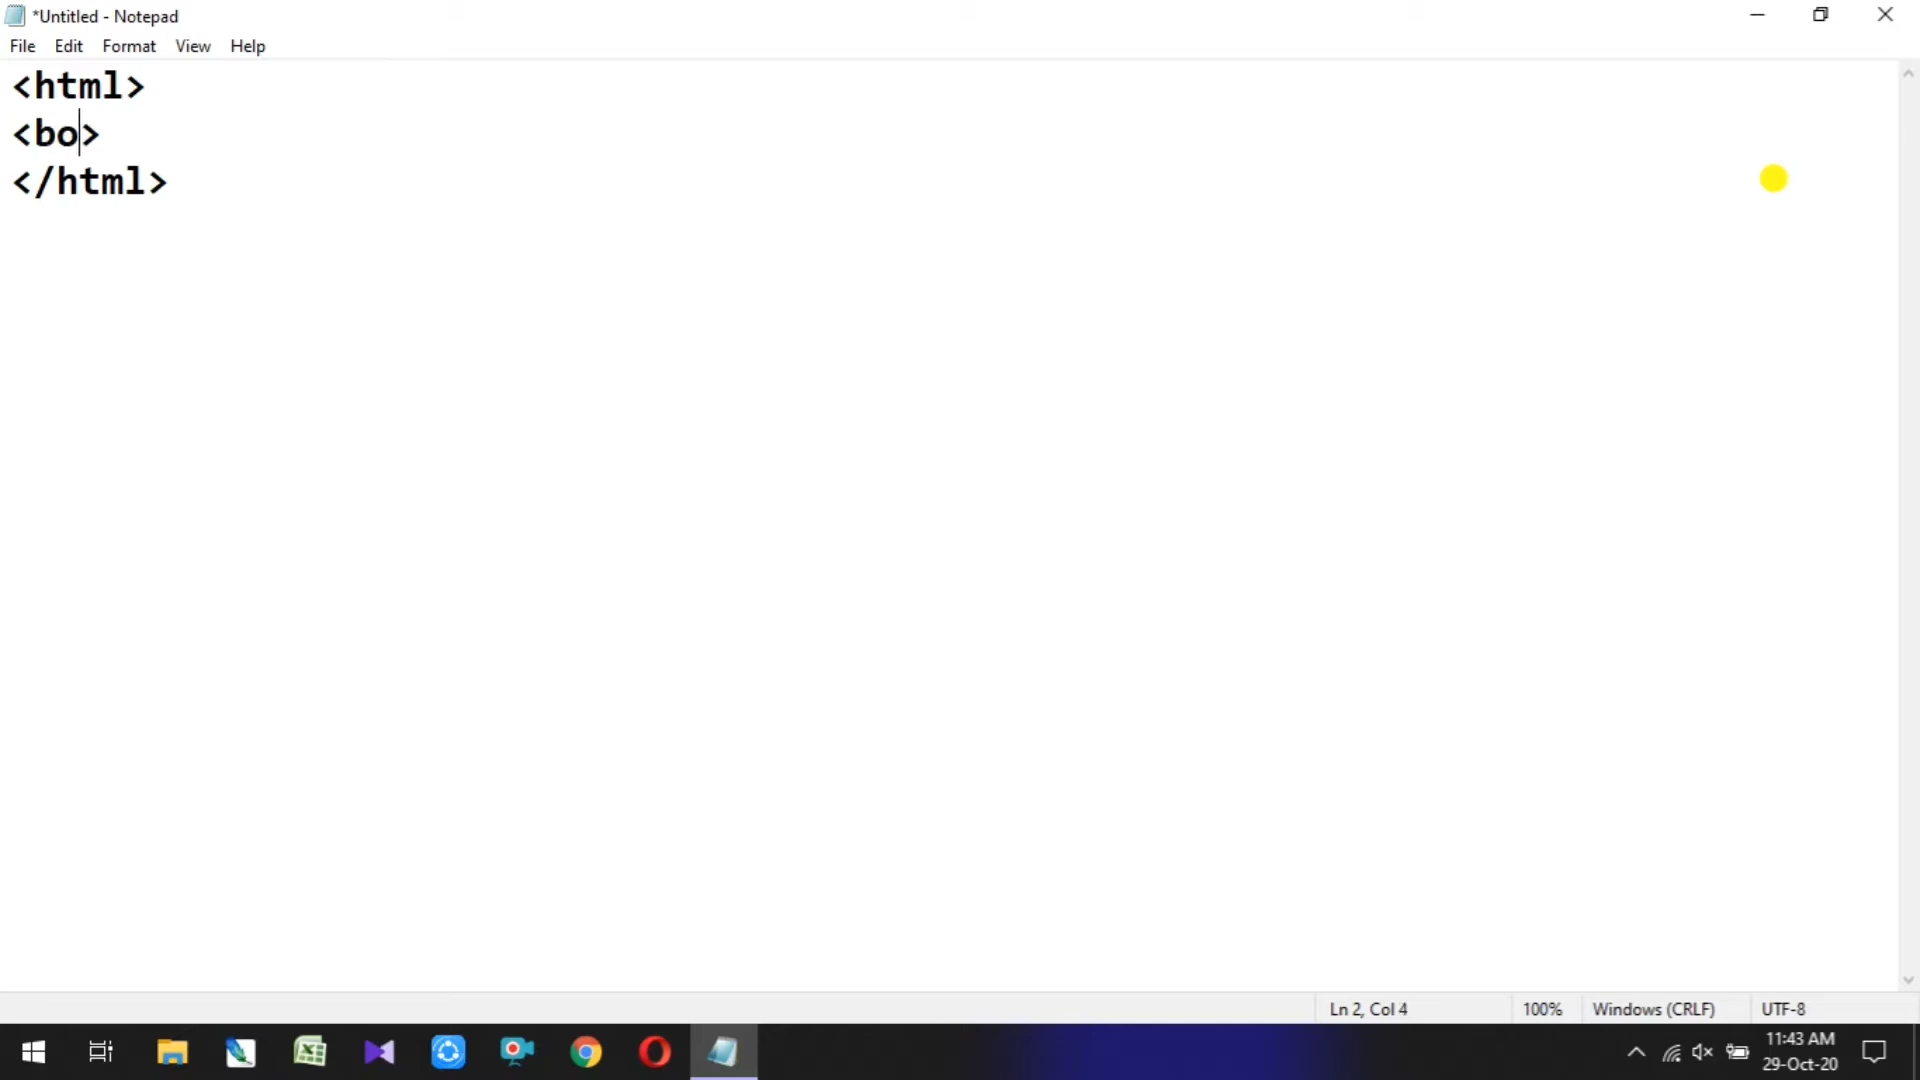 *Untitled - Notepad
File Edit Format View Help
<html>
<bo>
</html>
Ln 2, Col 4 100% Windows (CRLF) UTF-8
11:43 AM
29-Oct-20